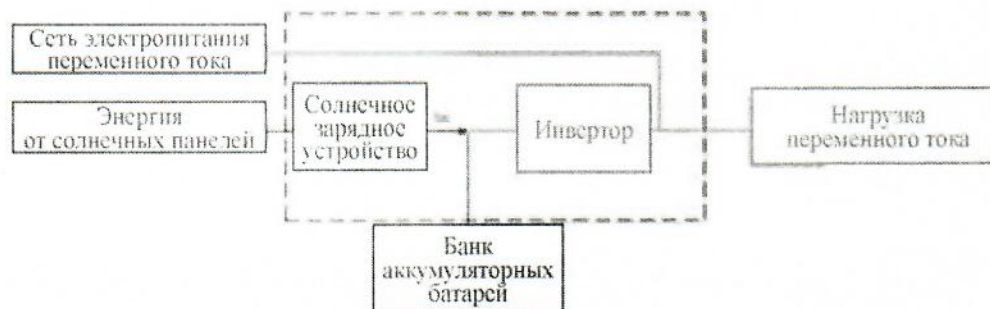 Сеть электропитания
переменного тока
Энергия
от солнечных панелей
Солнечное
зарядное
устройство
Инвертор
Нагрузка
переменного тока
Банк
аккумуляторных
батарей